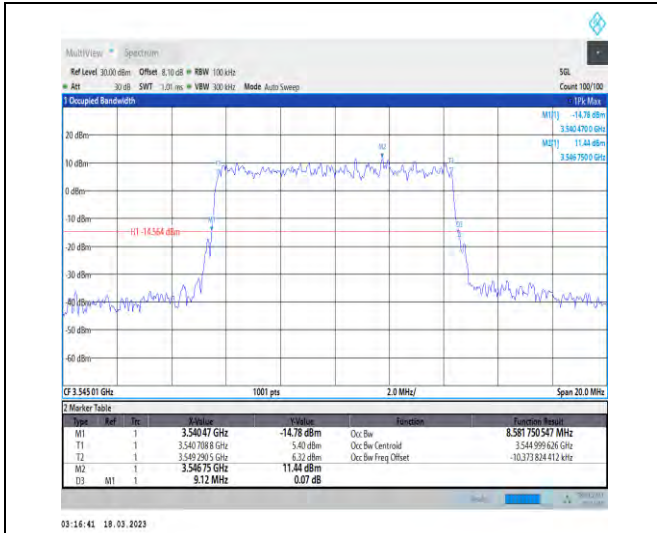 MultiView Spectrum
Ref Level 30.00 dBm Offset 8.10 dB RBW 100 kHz SGL
Att 30 dB SWT 1.01 ms VBW 300 kHz Mode Auto Sweep Count 100/100
1 Occupied Bandwidth 1Pk Max
M1[1] -14.78 dBm
3.540 470 0 GHz
M2[1] 11.44 dBm
3.546 750 0 GHz
20 dBm
10 dBm
0 dBm
-10 dBm
H1 -14.564 dBm
-20 dBm
-30 dBm
-40 dBm
-50 dBm
-60 dBm
M2
CF 3.545 01 GHz 1001 pts 2.0 MHz/ Span 20.0 MHz
2 Marker Table
Type Ref Trc X-Value Y-Value Function Function Result
M1 1 3.540 47 GHz -14.78 dBm Occ Bw 8.581 750 547 MHz
T1 1 3.540 708 8 GHz 5.40 dBm Occ Bw Centroid 3.544 999 626 GHz
T2 1 3.549 290 5 GHz 6.32 dBm Occ Bw Freq Offset -10.373 824 412 kHz
M2 1 3.546 75 GHz 11.44 dBm
D3 M1 1 9.12 MHz 0.07 dB
03:16:41 18.03.2023